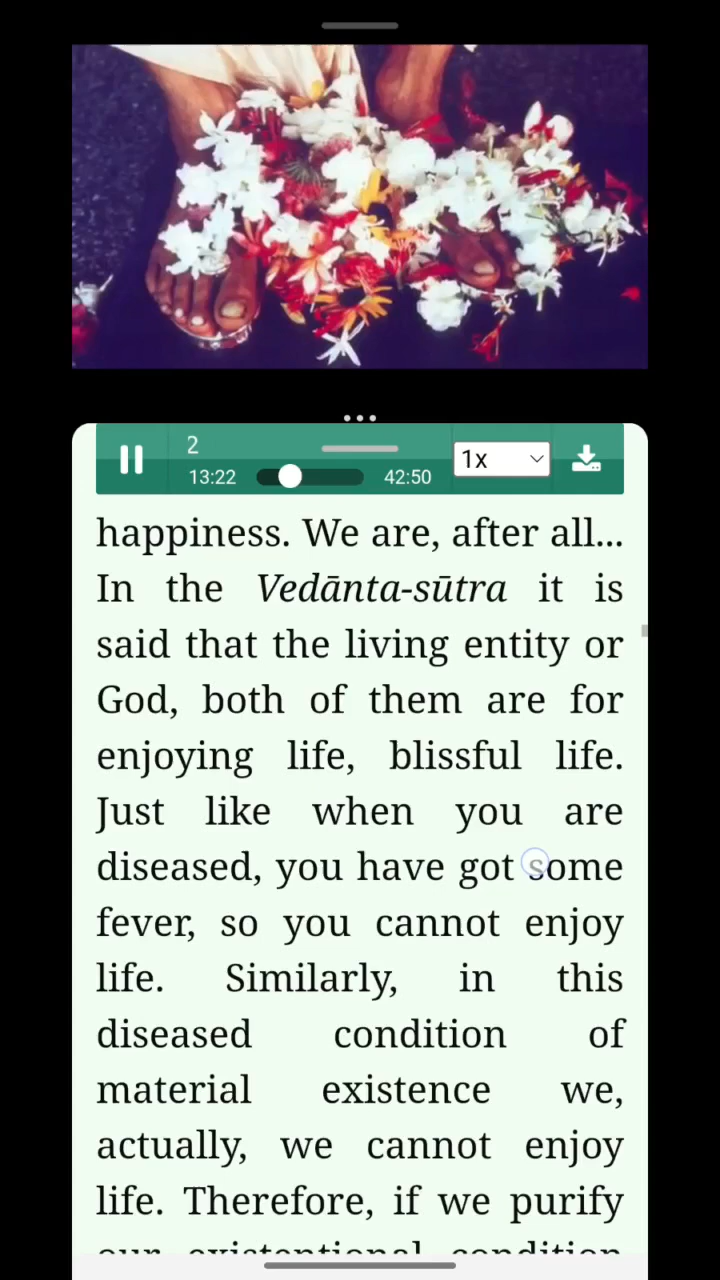 2
13:22
42:50
1x
happiness. We are, after all...
In the Vedānta-sūtra it is
said that the living entity or
God, both of them are for
enjoying life, blissful life.
Just like when you are
diseased, you have got some
fever, so you cannot enjoy
life. Similarly, in this
diseased condition of
material existence we,
actually, we cannot enjoy
life. Therefore, if we purify
our existential condition